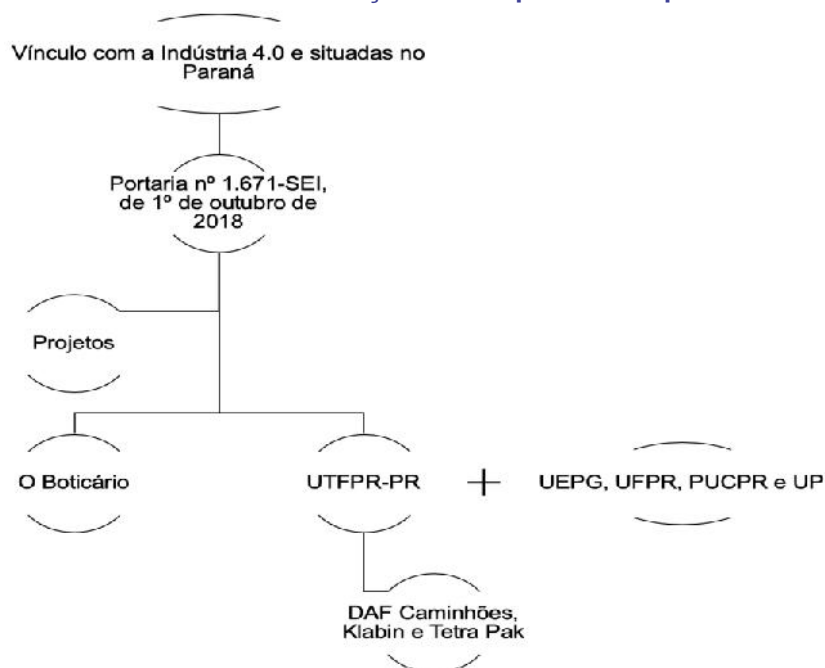 Vínculo com a Indústria 4.0 e situadas no
Paraná
Portaria nº 1.671-SEI,
de 1º de outubro de
2018
Projetos
O Boticário
UTFPR-PR
+
UEPG, UFPR, PUCPR e UP
DAF Caminhões,
Klabin e Tetra Pak